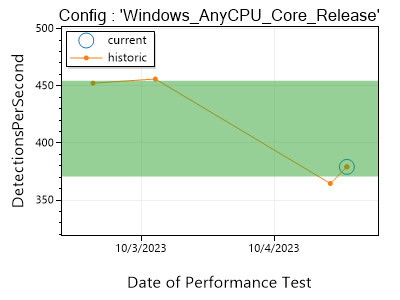 Config : 'Windows_AnyCPU_Core_Release'
500
current
historic
450
400
350
DetectionsPerSecond
10/3/2023
10/4/2023
Date of Performance Test